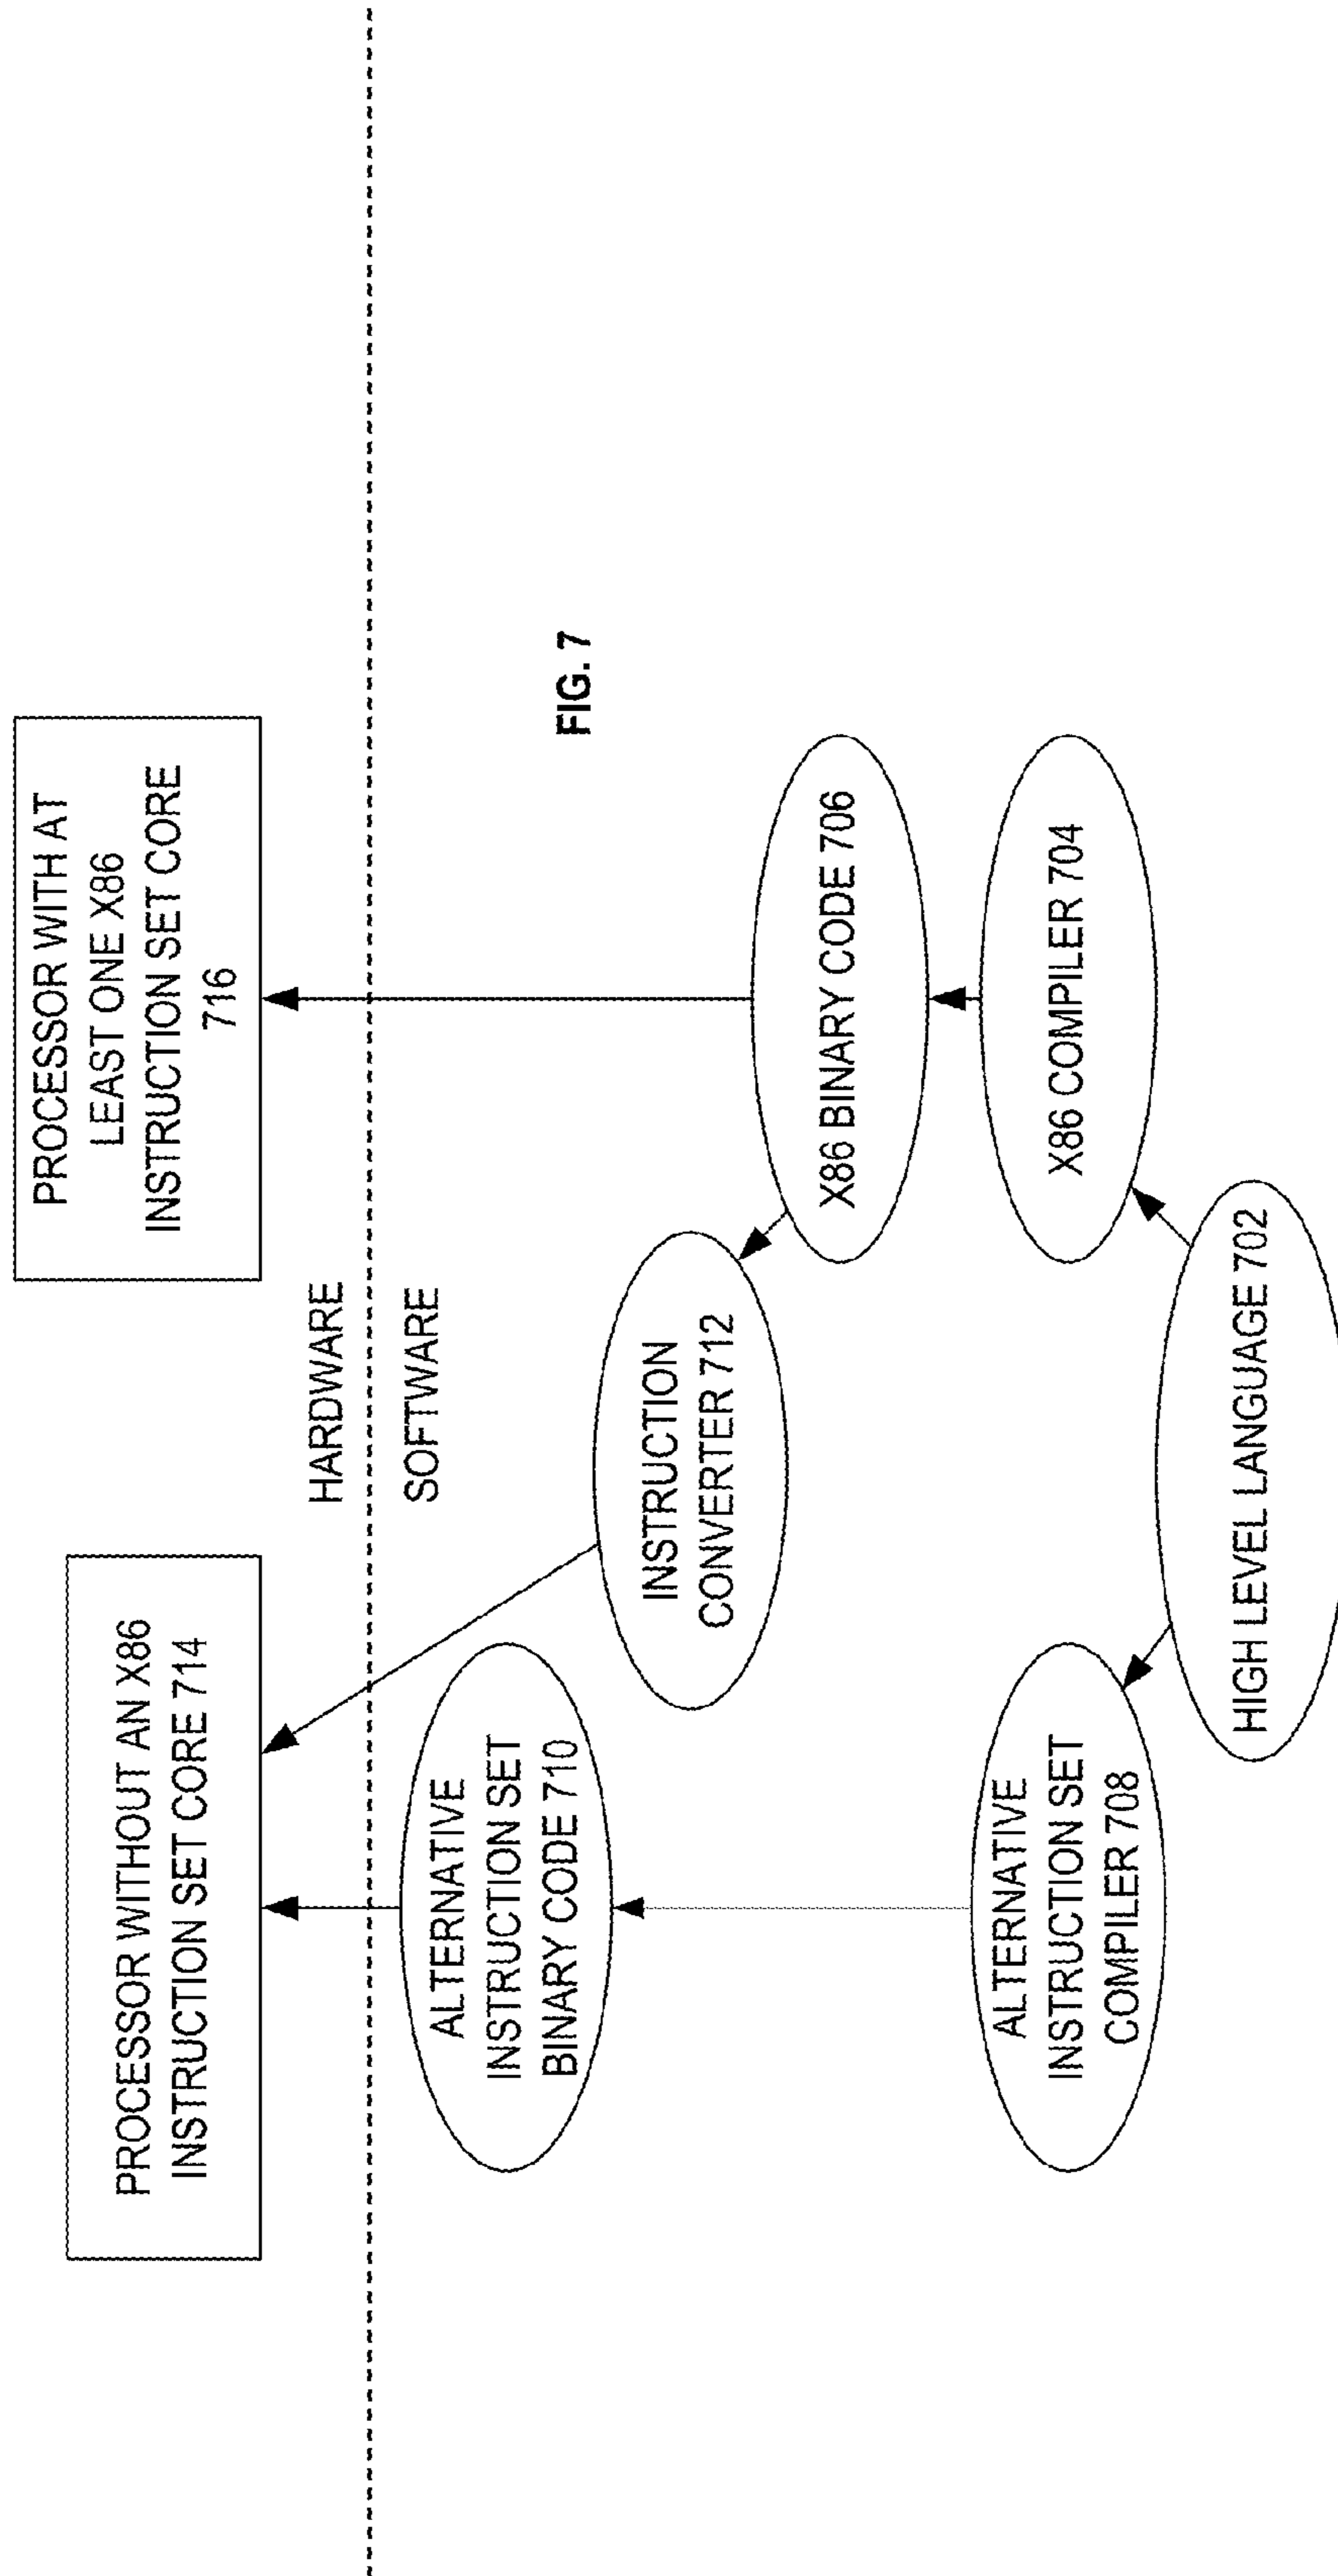 PROCESSOR WITHOUT AN X86
INSTRUCTION SET CORE 714
PROCESSOR WITH AT
LEAST ONE X86
INSTRUCTION SET CORE
716
HARDWARE
SOFTWARE
ALTERNATIVE
INSTRUCTION SET
BINARY CODE 710
INSTRUCTION
CONVERTER 712
FIG. 7
X86 BINARY CODE 706
ALTERNATIVE
INSTRUCTION SET
COMPILER 708
X86 COMPILER 704
HIGH LEVEL LANGUAGE 702